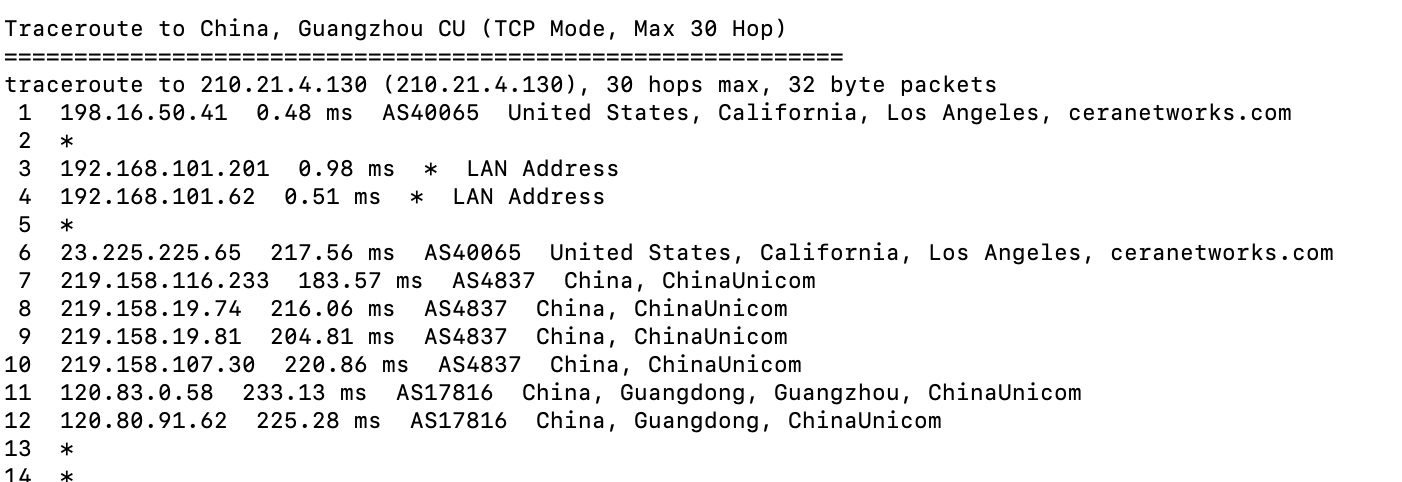 Traceroute to China, Guangzhou CU (TCP Mode, Max 30 Hop)
============================================================
traceroute to 210.21.4.130 (210.21.4.130), 30 hops max, 32 byte packets
 1  198.16.50.41  0.48 ms  AS40065  United States, California, Los Angeles, ceranetworks.com
 2  *
 3  192.168.101.201  0.98 ms  *  LAN Address
 4  192.168.101.62  0.51 ms  *  LAN Address
 5  *
 6  23.225.225.65  217.56 ms  AS40065  United States, California, Los Angeles, ceranetworks.com
 7  219.158.116.233  183.57 ms  AS4837  China, ChinaUnicom
 8  219.158.19.74  216.06 ms  AS4837  China, ChinaUnicom
 9  219.158.19.81  204.81 ms  AS4837  China, ChinaUnicom
10  219.158.107.30  220.86 ms  AS4837  China, ChinaUnicom
11  120.83.0.58  233.13 ms  AS17816  China, Guangdong, Guangzhou, ChinaUnicom
12  120.80.91.62  225.28 ms  AS17816  China, Guangdong, ChinaUnicom
13  *
14  *